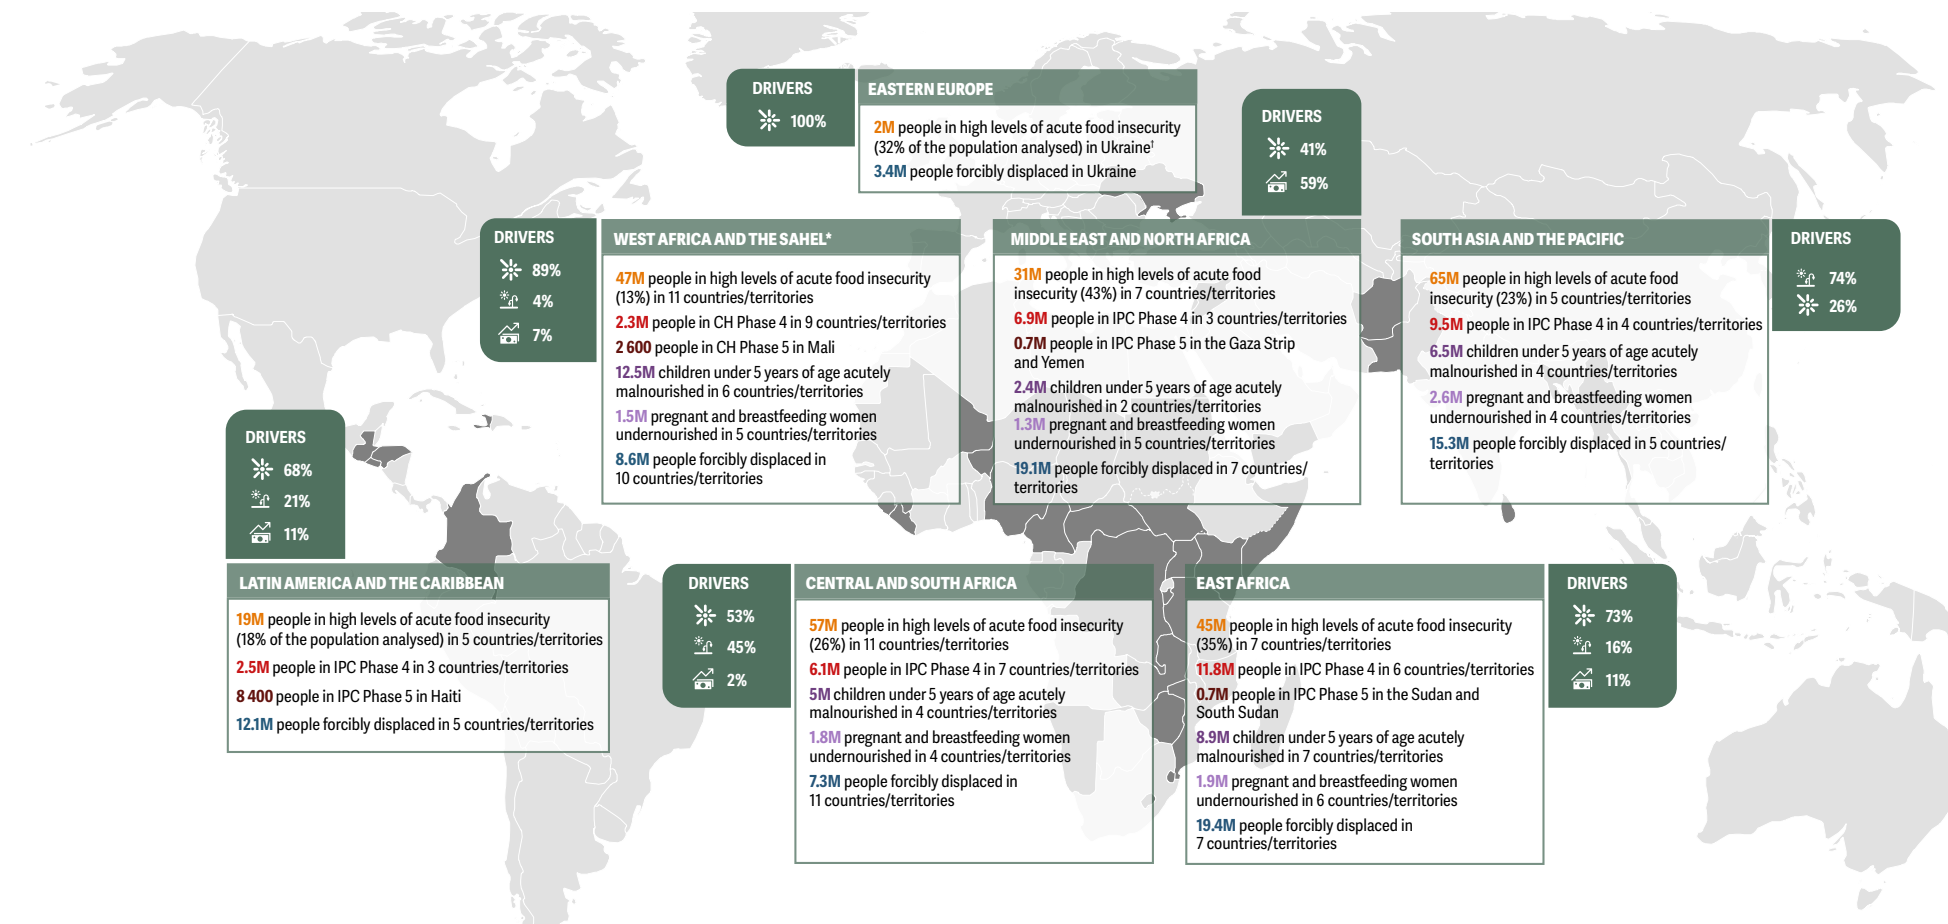 DRIVERS
100%
EASTERN EUROPE
2M people in high levels of acute food insecurity
(32% of the population analysed) in Ukraine†
3.4M people forcibly displaced in Ukraine
DRIVERS
41%
59%
DRIVERS
89%
4%
7%
WEST AFRICA AND THE SAHEL*
47M people in high levels of acute food insecurity
(13%) in 11 countries/territories
2.3M people in CH Phase 4 in 9 countries/territories
2 600 people in CH Phase 5 in Mali
12.5M children under 5 years of age acutely
malnourished in 6 countries/territories
1.5M pregnant and breastfeeding women
undernourished in 5 countries/territories
8.6M people forcibly displaced in
10 countries/territories
MIDDLE EAST AND NORTH AFRICA
31M people in high levels of acute food
insecurity (43%) in 7 countries/territories
6.9M people in IPC Phase 4 in 3 countries/territories
0.7M people in IPC Phase 5 in the Gaza Strip
and Yemen
2.4M children under 5 years of age acutely
malnourished in 2 countries/territories
1.3M pregnant and breastfeeding women
undernourished in 5 countries/territories
19.1M people forcibly displaced in 7 countries/
territories
SOUTH ASIA AND THE PACIFIC
65M people in high levels of acute food
insecurity (23%) in 5 countries/territories
9.5M people in IPC Phase 4 in 4 countries/territories
6.5M children under 5 years of age acutely
malnourished in 4 countries/territories
2.6M pregnant and breastfeeding women
undernourished in 4 countries/territories
15.3M people forcibly displaced in 5 countries/
territories
DRIVERS
74%
26%
DRIVERS
68%
21%
11%
LATIN AMERICA AND THE CARIBBEAN
19M people in high levels of acute food insecurity
(18% of the population analysed) in 5 countries/territories
2.5M people in IPC Phase 4 in 3 countries/territories
8 400 people in IPC Phase 5 in Haiti
12.1M people forcibly displaced in 5 countries/territories
DRIVERS
53%
45%
2%
CENTRAL AND SOUTH AFRICA
57M people in high levels of acute food insecurity
(26%) in 11 countries/territories
6.1M people in IPC Phase 4 in 7 countries/territories
5M children under 5 years of age acutely
malnourished in 4 countries/territories
1.8M pregnant and breastfeeding women
undernourished in 4 countries/territories
7.3M people forcibly displaced in
11 countries/territories
EAST AFRICA
45M people in high levels of acute food insecurity
(35%) in 7 countries/territories
11.8M people in IPC Phase 4 in 6 countries/territories
0.7M people in IPC Phase 5 in the Sudan and
South Sudan
8.9M children under 5 years of age acutely
malnourished in 7 countries/territories
1.9M pregnant and breastfeeding women
undernourished in 6 countries/territories
19.4M people forcibly displaced in
7 countries/territories
DRIVERS
73%
16%
11%